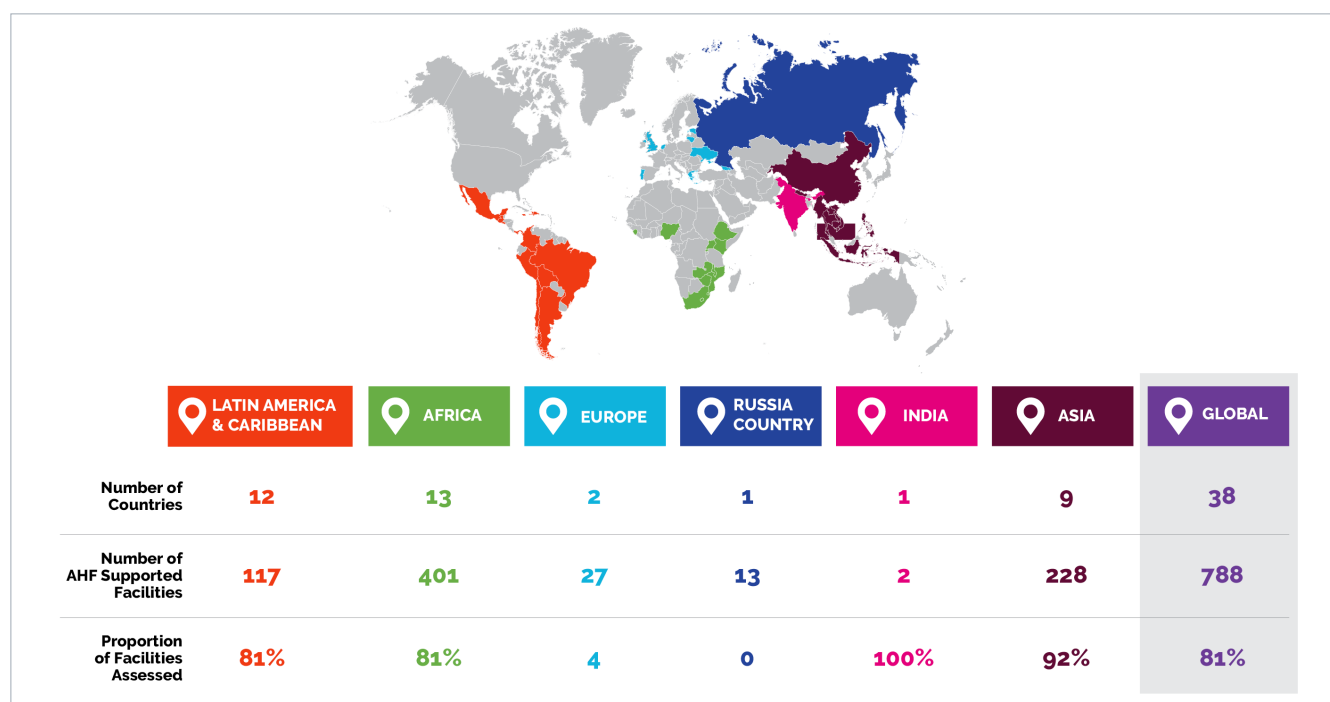 LATIN AMERICA
& CARIBBEAN
AFRICA
EUROPE
RUSSIA
COUNTRY
INDIA
ASIA
GLOBAL
Number of
Countries
12
13
2
1
1
9
38
Number of
AHF Supported
Facilities
117
401
27
13
2
228
788
Proportion
of Facilities
Assessed
81%
81%
4
0
100%
92%
81%